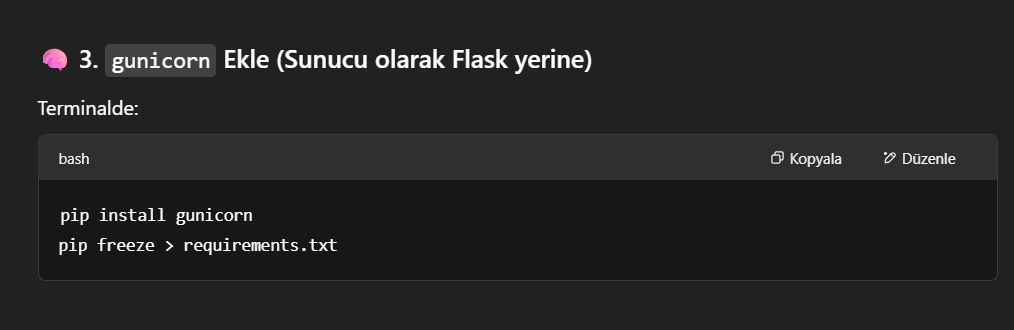 🧠 3. gunicorn Ekle (Sunucu olarak Flask yerine)
Terminalde:
bash Kopyala Düzenle
pip install gunicorn
pip freeze > requirements.txt